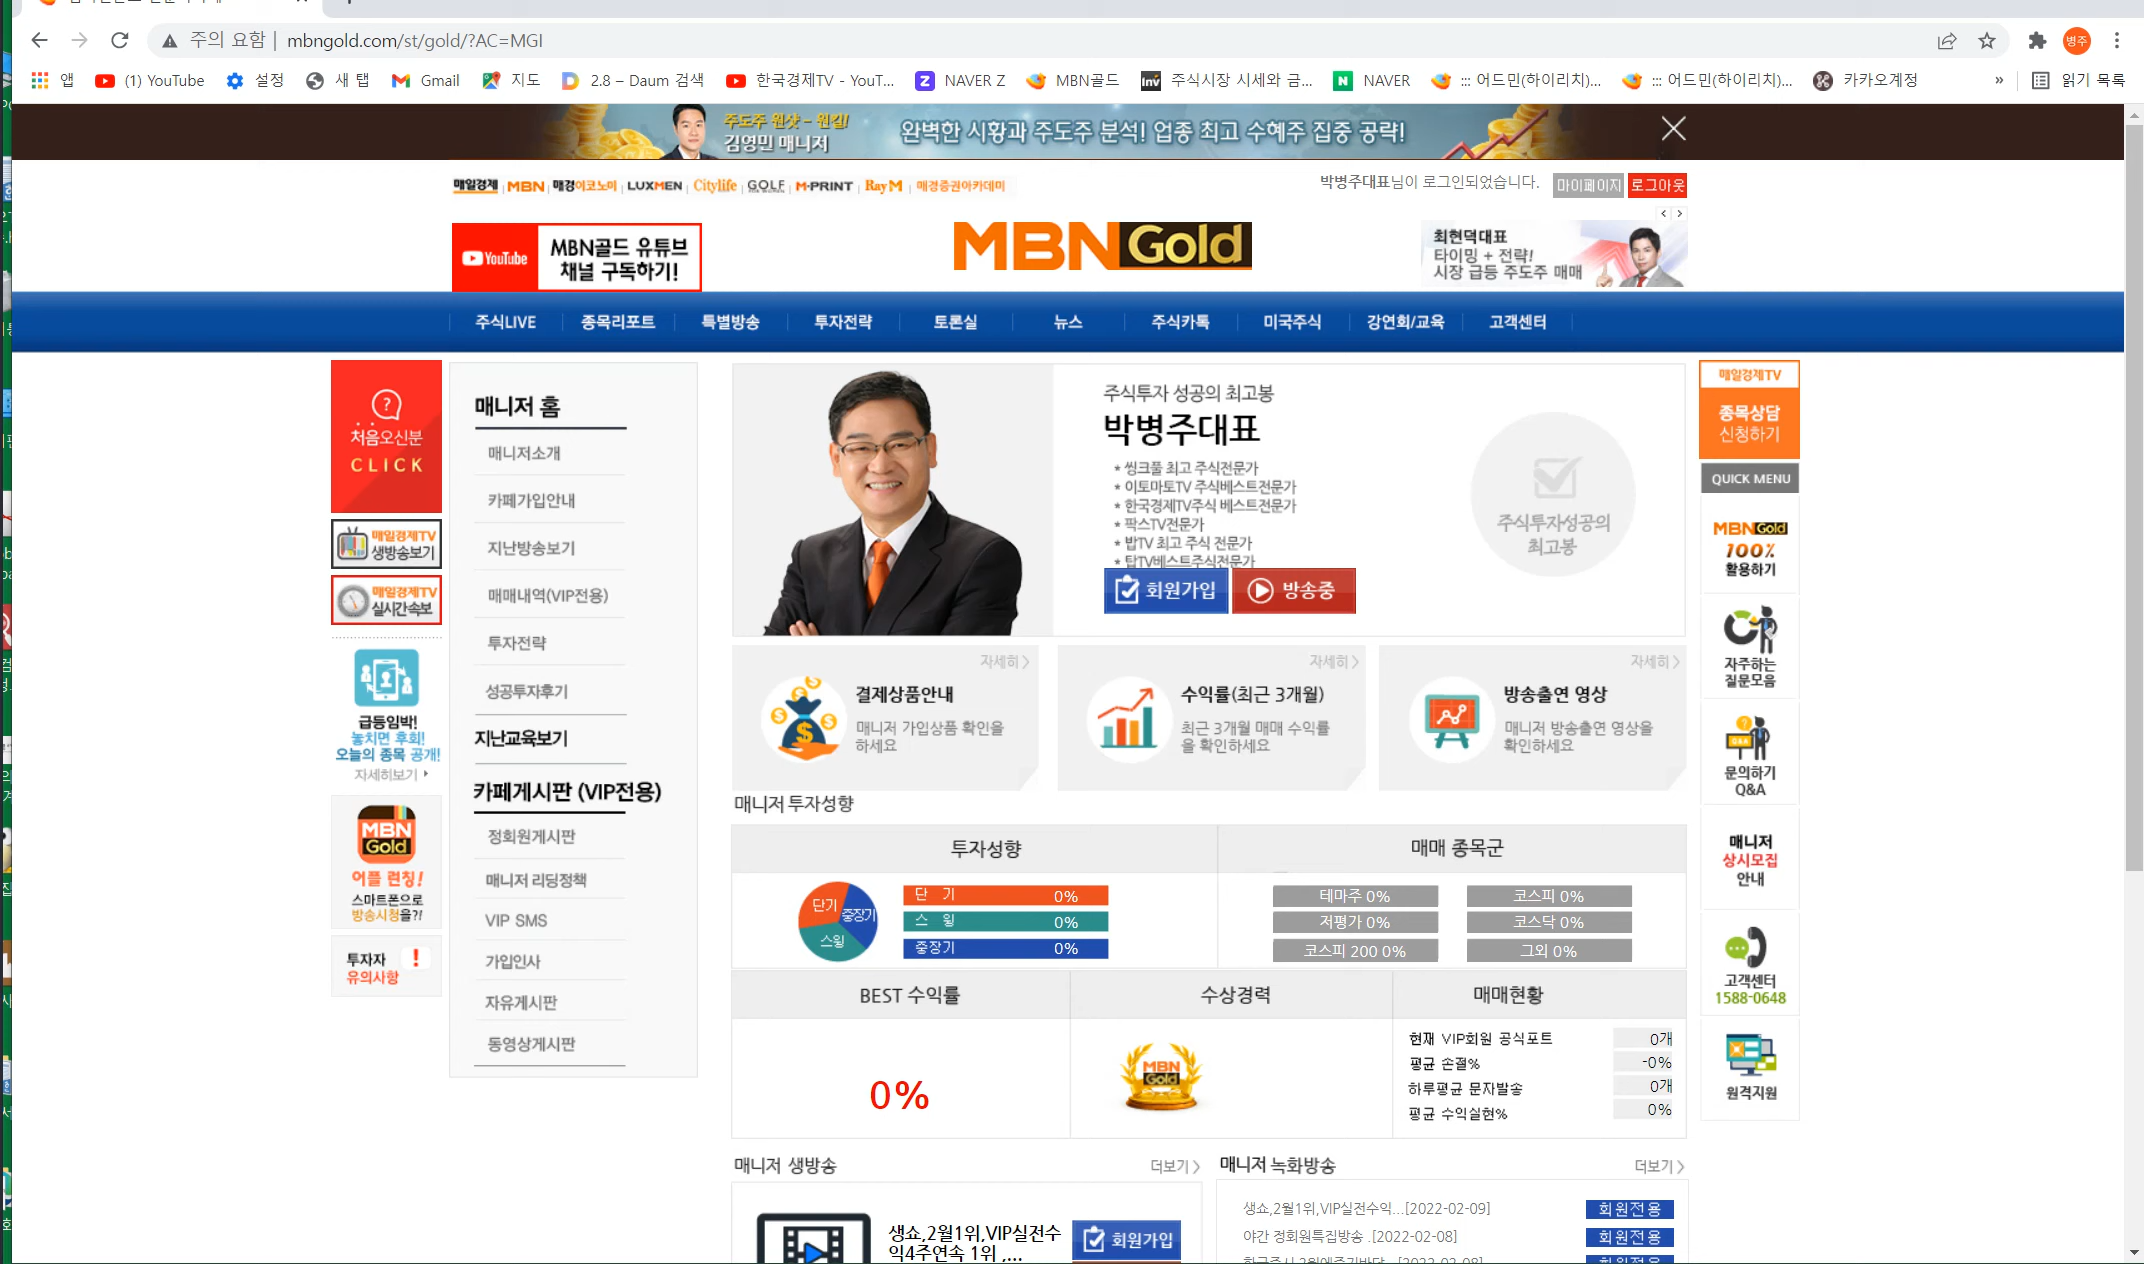 주의 요함 | mbngold.com/st/gold/?AC=MGI
병주
앱
(1) YouTube
설정
새 탭
Gmail
지도
2.8 – Daum 검색
한국경제TV - YouT...
NAVER Z
MBN골드
주식시장 시세와 금...
NAVER
::: 어드민(하이리치)...
::: 어드민(하이리치)...
카카오계정
»
읽기 목록
주도주 원샷 – 원킬!
김영민 매니저
완벽한 시황과 주도주 분석! 업종 최고 수혜주 집중 공략!
매일경제 | MBN | 매경이코노미 | LUXMEN | Citylife | GOLF | M-PRINT | RayM | 매경증권아카데미
박병주대표님이 로그인되었습니다.
마이페이지
로그아웃
YouTube
MBN골드 유튜브
채널 구독하기!
MBN Gold
최현덕대표
타이밍 + 전략!
시장 급등 주도주 매매
주식LIVE
종목리포트
특별방송
투자전략
토론실
뉴스
주식카톡
미국주식
강연회/교육
고객센터
처음오신분
CLICK
매일경제TV
생방송보기
매일경제TV
실시간속보
급등임박!
놓치면 후회!
오늘의 종목 공개!
자세히보기
MBN
Gold
어플 런칭!
스마트폰으로
방송시청을?!
투자자
유의사항
매니저 홈
매니저소개
카페가입안내
지난방송보기
매매내역(VIP전용)
투자전략
성공투자후기
지난교육보기
카페게시판 (VIP전용)
정회원게시판
매니저 리딩정책
VIP SMS
가입인사
자유게시판
동영상게시판
주식투자 성공의 최고봉
박병주대표
* 씽크풀 최고 주식전문가
* 이토마토TV 주식베스트전문가
* 한국경제TV주식 베스트전문가
* 팍스TV전문가
* 밥TV 최고 주식 전문가
* 탑TV베스트주식전문가
회원가입
방송중
주식투자성공의
최고봉
자세히
결제상품안내
매니저 가입상품 확인을
하세요
자세히
수익률(최근 3개월)
최근 3개월 매매 수익률
을 확인하세요
자세히
방송출연 영상
매니저 방송출연 영상을
확인하세요
매니저 투자성향
투자성향
매매 종목군
단기
중장기
스윙
단 기 0%
스 윙 0%
중장기 0%
테마주 0%
코스피 0%
저평가 0%
코스닥 0%
코스피 200 0%
그외 0%
BEST 수익률
수상경력
매매현황
0%
MBN
Gold
현재 VIP회원 공식포트 0개
평균 손절% -0%
하루평균 문자발송 0개
평균 수익실현% 0%
매니저 생방송
더보기
생쇼,2월1위,VIP실전수
익4주연속 1위 ,...
회원가입
매니저 녹화방송
더보기
생쇼,2월1위,VIP실전수익...[2022-02-09]
회원전용
야간 정회원특집방송 .[2022-02-08]
회원전용
매일경제TV
종목상담
신청하기
QUICK MENU
MBN Gold
100%
활용하기
자주하는
질문모음
Q&A
문의하기
Q&A
매니저
상시모집
안내
고객센터
1588-0648
원격지원